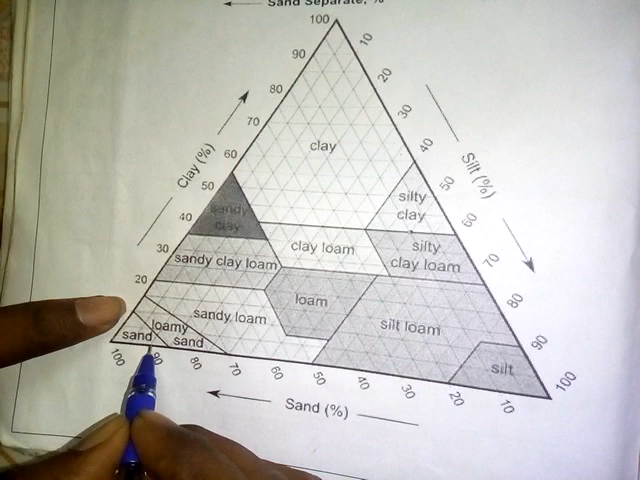 Sand Separate, %
100
90
80
70
60
50
40
30
20
10
20
30
40
50
60
70
80
90
100
Clay (%)
Silt (%)
clay
silty
clay
sandy
clay
clay loam
silty
clay loam
sandy clay loam
loam
sandy loam
silt loam
loamy
sand
sand
silt
100
90
80
70
60
50
40
30
20
10
Sand (%)